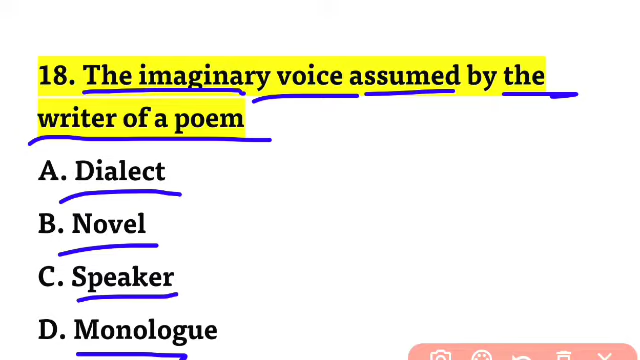 18. The imaginary voice assumed by the
writer of a poem
A. Dialect
B. Novel
C. Speaker
D. Monologue